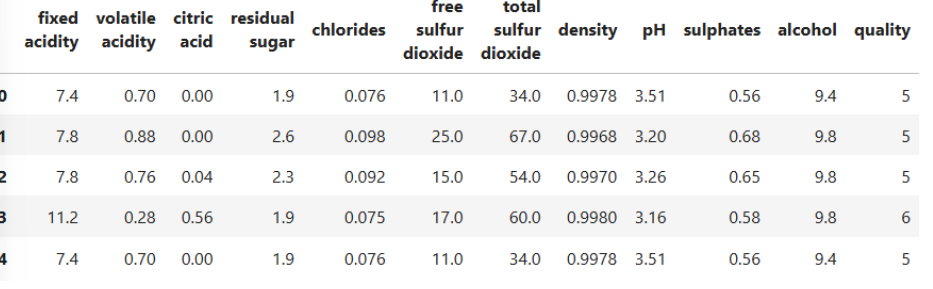 fixed acidity volatile acidity citric acid residual sugar chlorides free sulfur dioxide total sulfur dioxide density pH sulphates alcohol quality
0 7.4 0.70 0.00 1.9 0.076 11.0 34.0 0.9978 3.51 0.56 9.4 5
1 7.8 0.88 0.00 2.6 0.098 25.0 67.0 0.9968 3.20 0.68 9.8 5
2 7.8 0.76 0.04 2.3 0.092 15.0 54.0 0.9970 3.26 0.65 9.8 5
3 11.2 0.28 0.56 1.9 0.075 17.0 60.0 0.9980 3.16 0.58 9.8 6
4 7.4 0.70 0.00 1.9 0.076 11.0 34.0 0.9978 3.51 0.56 9.4 5